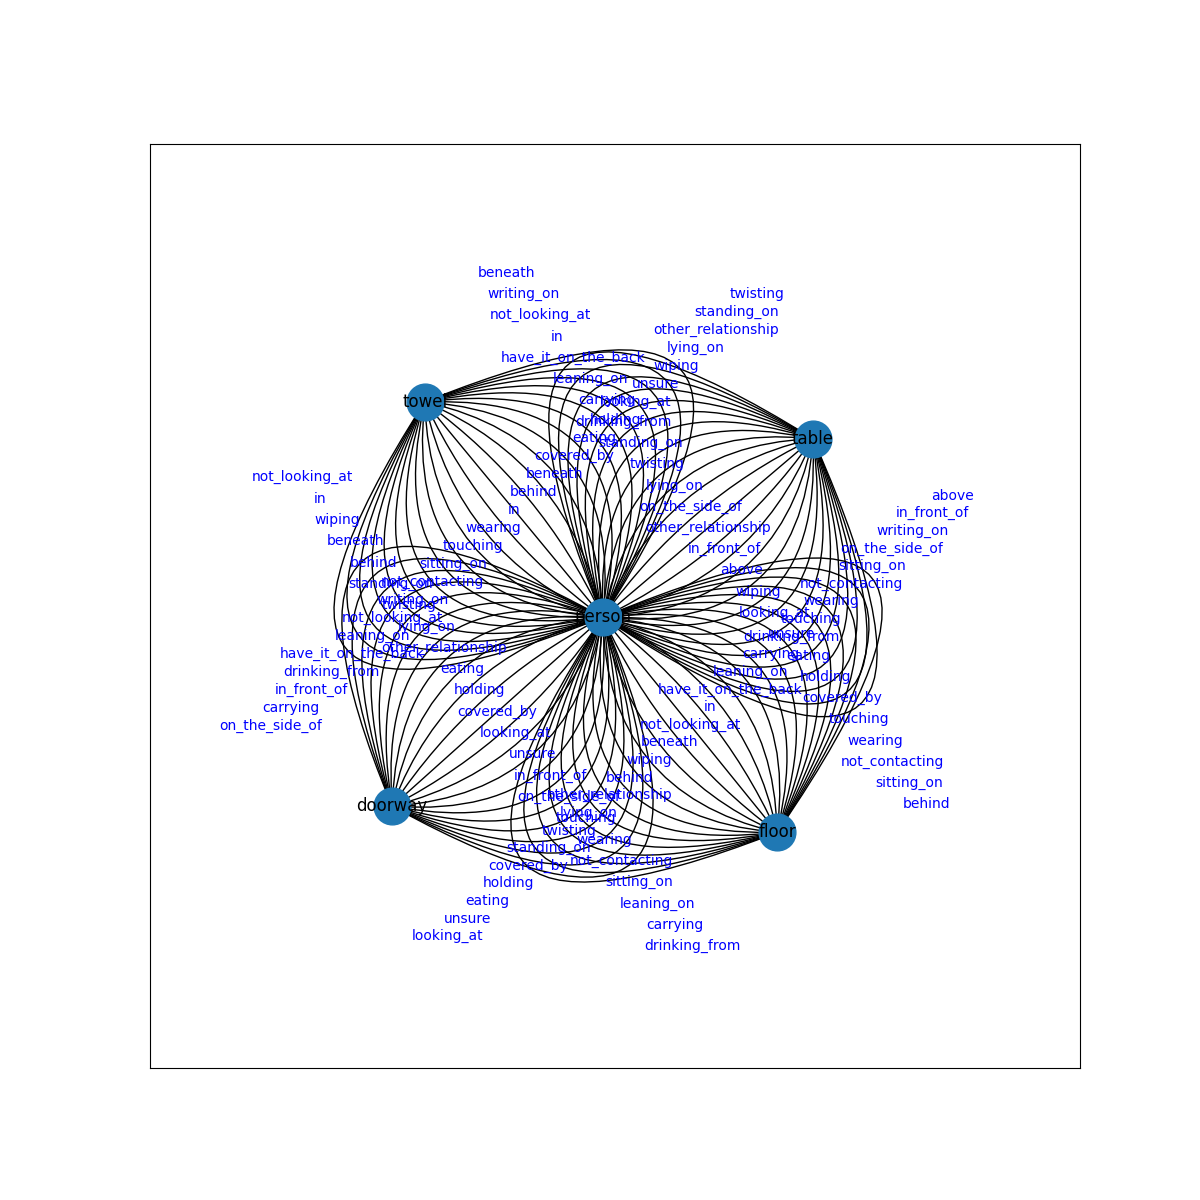 beneath
writing_on
twisting
not_looking_at
standing_on
other_relationship
in
lying_on
have_it_on_the_back
wiping
leaning_on
unsure
carrying
looking_at
towel
holding
drinking_from
eating
standing_on
table
covered_by
twisting
beneath
not_looking_at
lying_on
behind
above
in
on_the_side_of
in_front_of
in
wiping
wearing
other_relationship
writing_on
beneath
touching
in_front_of
on_the_side_of
behind
sitting_on
above
sitting_on
standing_on
not_contacting
wiping
not_contacting
writing_on
twisting
looking_at
wearing
not_looking_at
lying_on
person
unsure
touching
leaning_on
drinking_from
have_it_on_the_back
other_relationship
carrying
eating
drinking_from
eating
leaning_on
holding
in_front_of
holding
have_it_on_the_back
covered_by
carrying
covered_by
in
touching
on_the_side_of
looking_at
not_looking_at
wearing
unsure
beneath
not_contacting
wiping
in_front_of
behind
sitting_on
on_the_side_of
other_relationship
behind
doorway
lying_on
touching
twisting
wearing
floor
standing_on
covered_by
not_contacting
holding
sitting_on
eating
leaning_on
unsure
carrying
looking_at
drinking_from